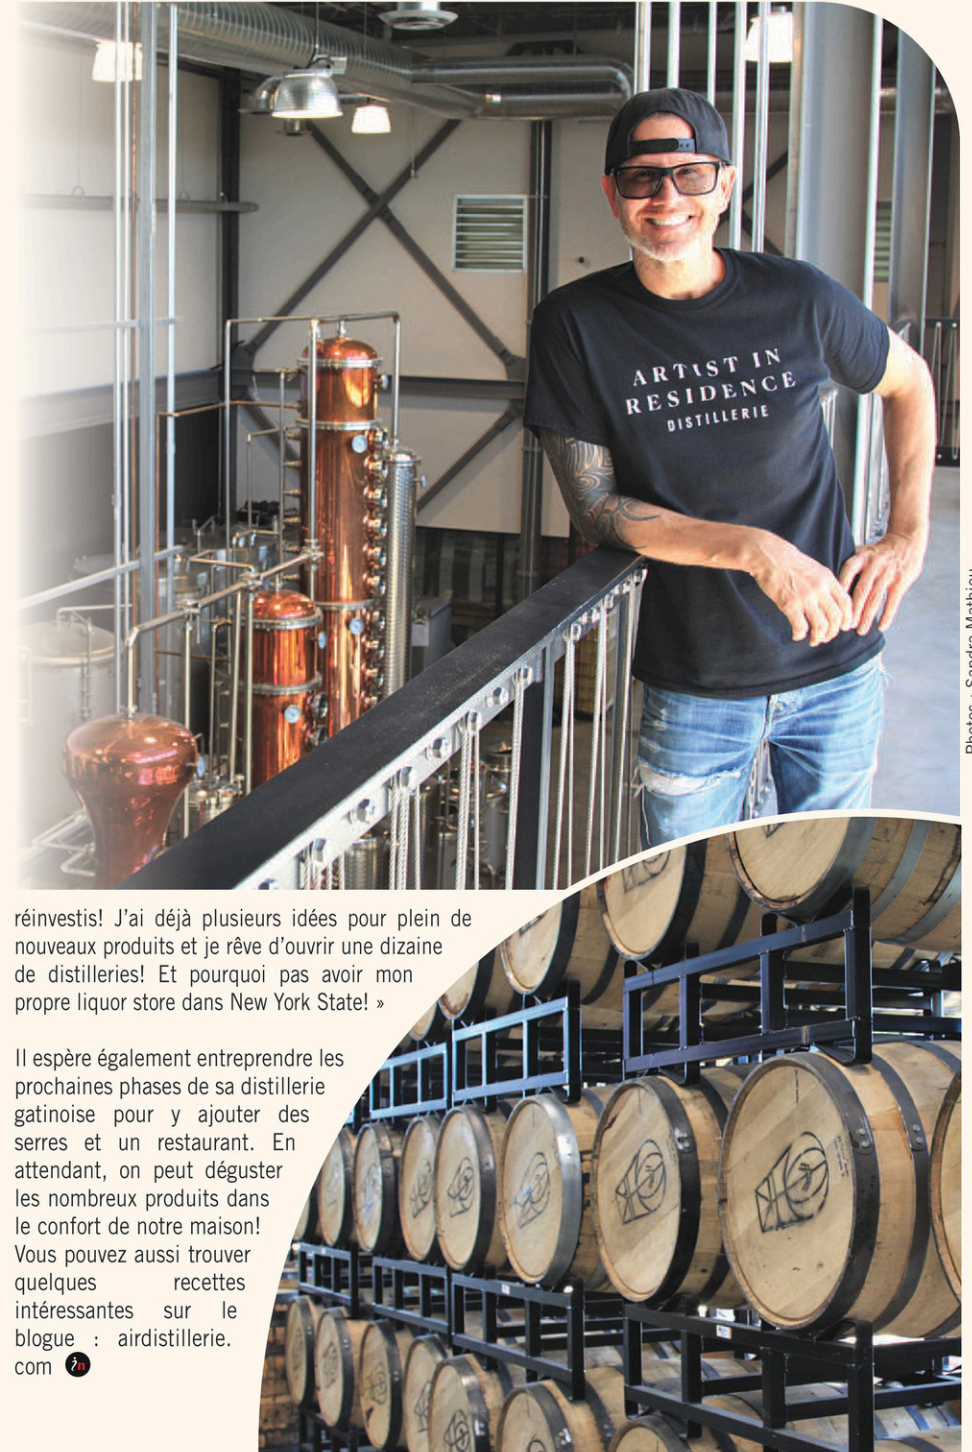 ARTIST IN
RESIDENCE
DISTILLERIE
Photos : Sandra Mathieu
réinvestis! J'ai déjà plusieurs idées pour plein de
nouveaux produits et je rêve d'ouvrir une dizaine
de distilleries! Et pourquoi pas avoir mon
propre liquor store dans New York State! »
Il espère également entreprendre les
prochaines phases de sa distillerie
gatinoise pour y ajouter des
serres et un restaurant. En
attendant, on peut déguster
les nombreux produits dans
le confort de notre maison!
Vous pouvez aussi trouver
quelques recettes
intéressantes sur le
blogue : airdistillerie.
com in